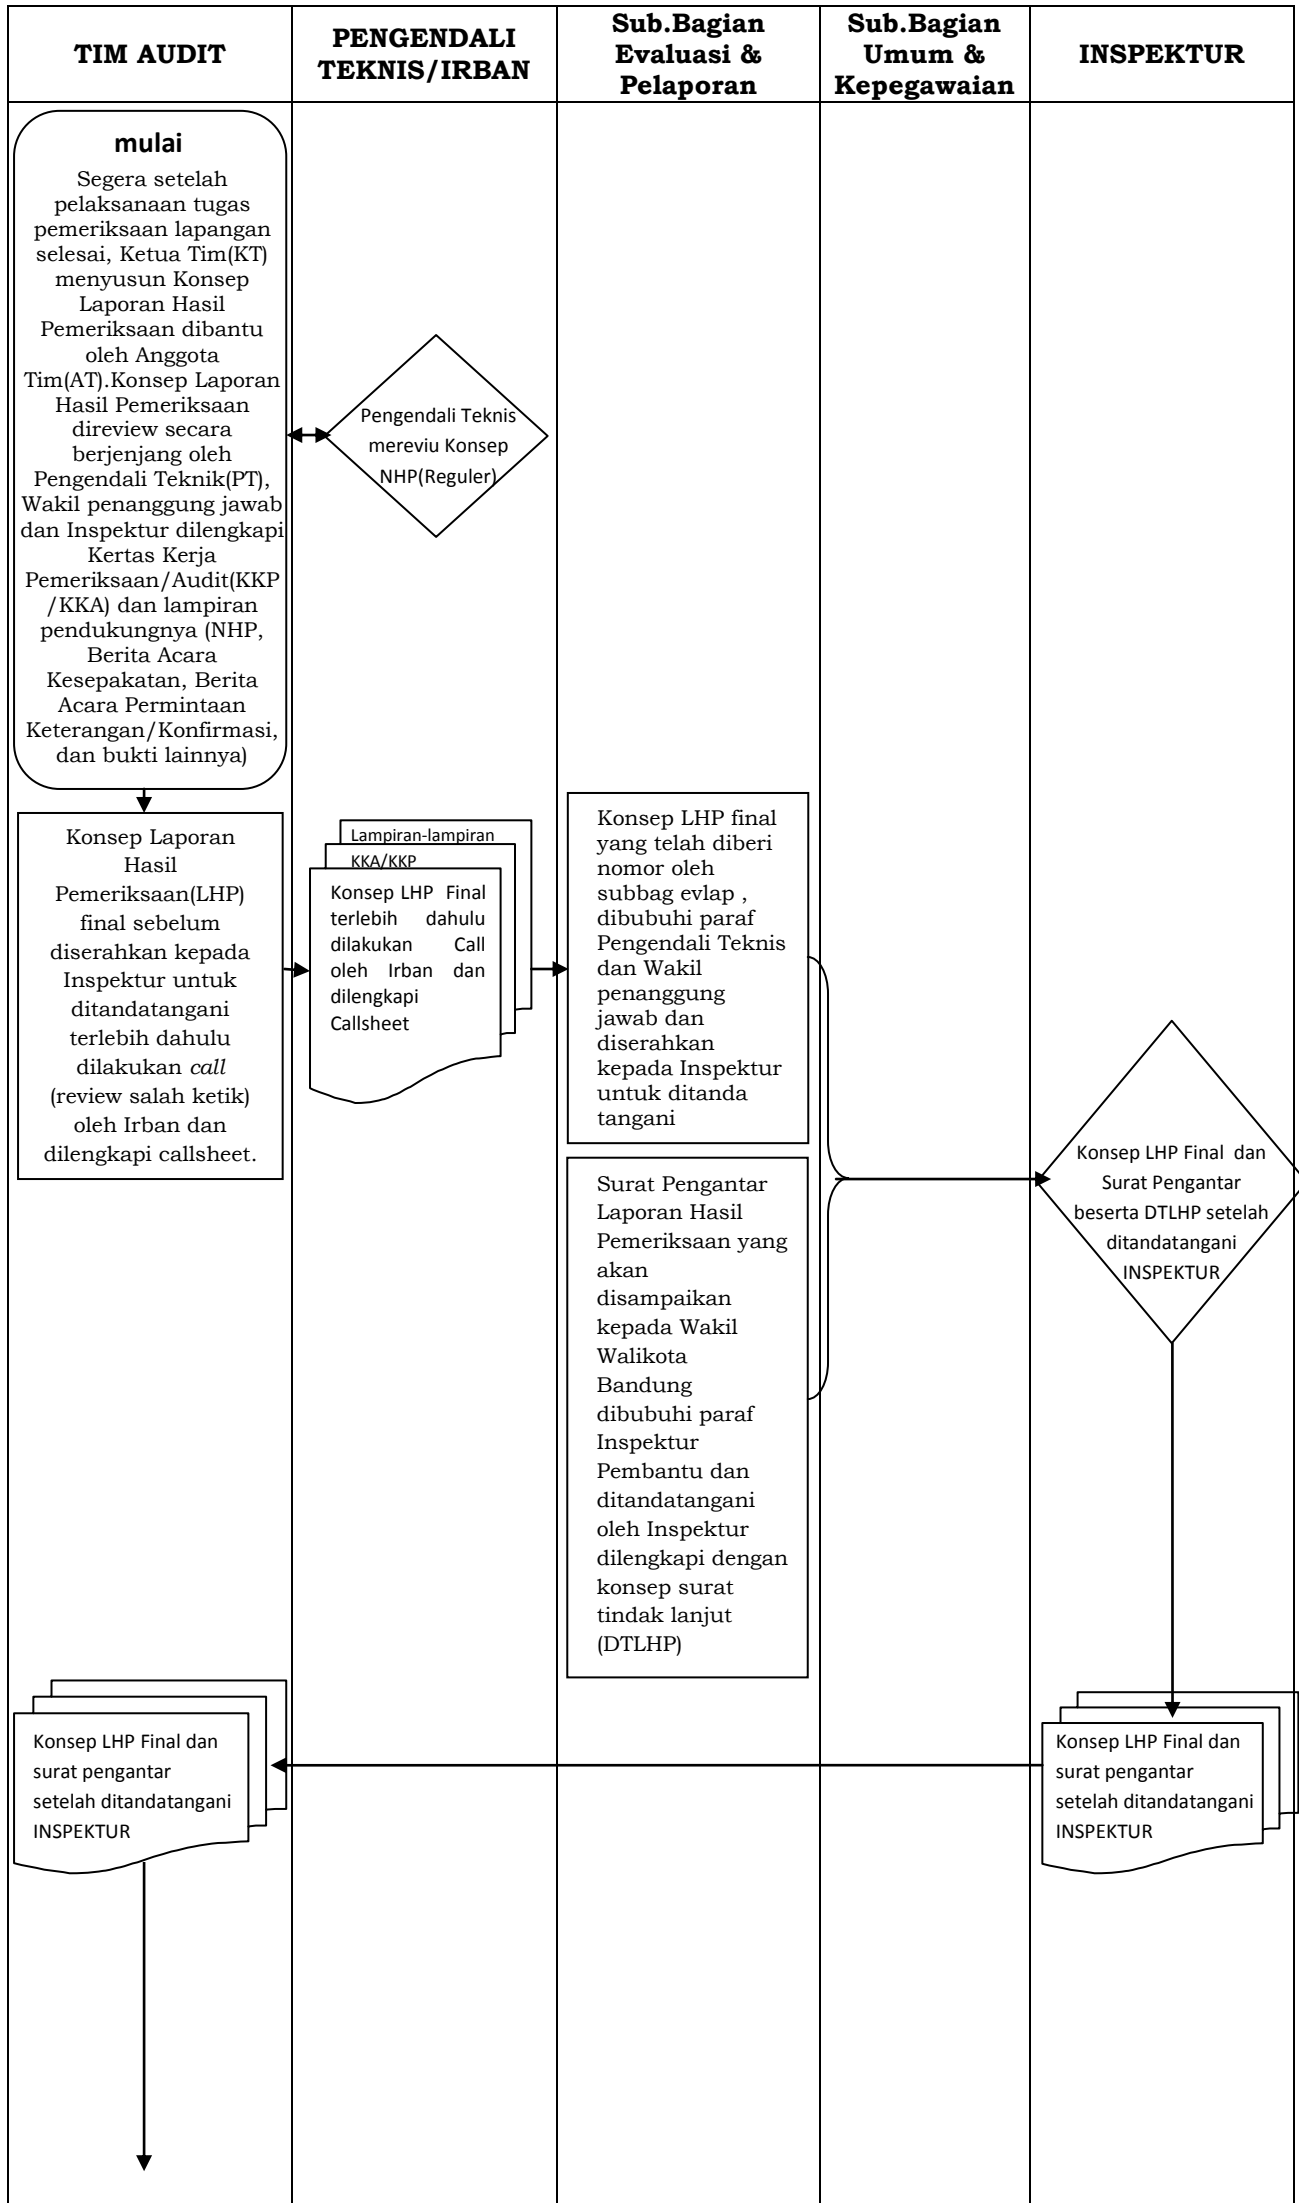 TIM AUDIT
PENGENDALI
TEKNIS/IRBAN
Sub.Bagian
Evaluasi &
Pelaporan
Sub.Bagian
Umum &
Kepegawaian
INSPEKTUR
mulai
Segera setelah
pelaksanaan tugas
pemeriksaan lapangan
selesai, Ketua Tim(KT)
menyusun Konsep
Laporan Hasil
Pemeriksaan dibantu
oleh Anggota
Tim(AT).Konsep Laporan
Hasil Pemeriksaan
direview secara
berjenjang oleh
Pengendali Teknik(PT),
Wakil penanggung jawab
dan Inspektur dilengkapi
Kertas Kerja
Pemeriksaan/Audit(KKP
/KKA) dan lampiran
pendukungnya (NHP,
Berita Acara
Kesepakatan, Berita
Acara Permintaan
Keterangan/Konfirmasi,
dan bukti lainnya)
Pengendali Teknis
mereviu Konsep
NHP(Reguler)
Konsep Laporan
Hasil
Pemeriksaan(LHP)
final sebelum
diserahkan kepada
Inspektur untuk
ditandatangani
terlebih dahulu
dilakukan call
(review salah ketik)
oleh Irban dan
dilengkapi callsheet.
Lampiran-lampiran
KKA/KKP
Konsep LHP Final
terlebih dahulu
dilakukan Call
oleh Irban dan
dilengkapi
Callsheet
Konsep LHP final
yang telah diberi
nomor oleh
subbag evlap ,
dibubuhi paraf
Pengendali Teknis
dan Wakil
penanggung
jawab dan
diserahkan
kepada Inspektur
untuk ditanda
tangani
Surat Pengantar
Laporan Hasil
Pemeriksaan yang
akan
disampaikan
kepada Wakil
Walikota
Bandung
dibubuhi paraf
Inspektur
Pembantu dan
ditandatangani
oleh Inspektur
dilengkapi dengan
konsep surat
tindak lanjut
(DTLHP)
Konsep LHP Final dan
Surat Pengantar
beserta DTLHP setelah
ditandatangani
INSPEKTUR
Konsep LHP Final dan
surat pengantar
setelah ditandatangani
INSPEKTUR
Konsep LHP Final dan
surat pengantar
setelah ditandatangani
INSPEKTUR